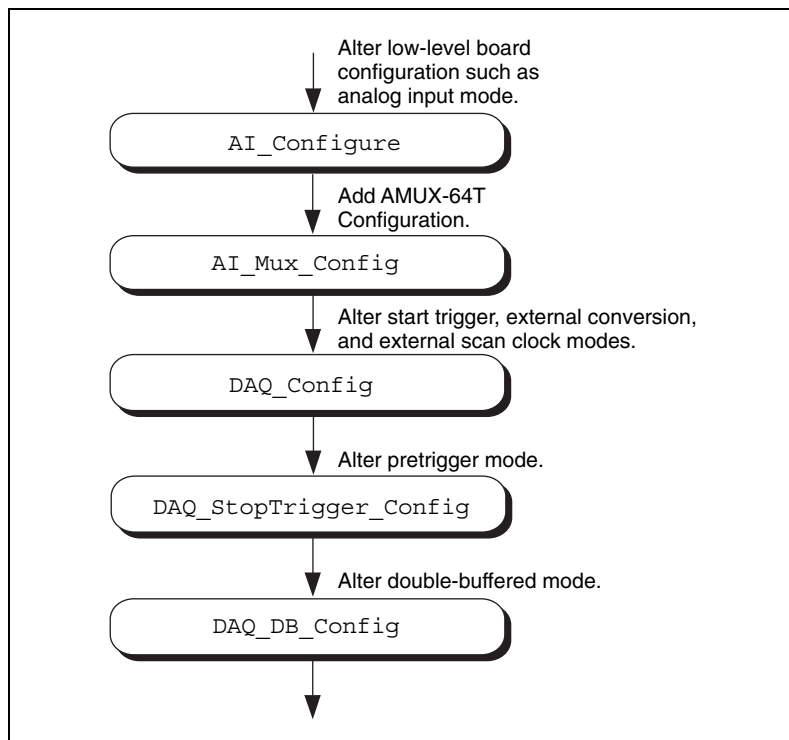 Alter low-level board
configuration such as
analog input mode.
AI_Configure
Add AMUX-64T
Configuration.
AI_Mux_Config
Alter start trigger, external conversion,
and external scan clock modes.
DAQ_Config
Alter pretrigger mode.
DAQ_StopTrigger_Config
Alter double-buffered mode.
DAQ_DB_Config